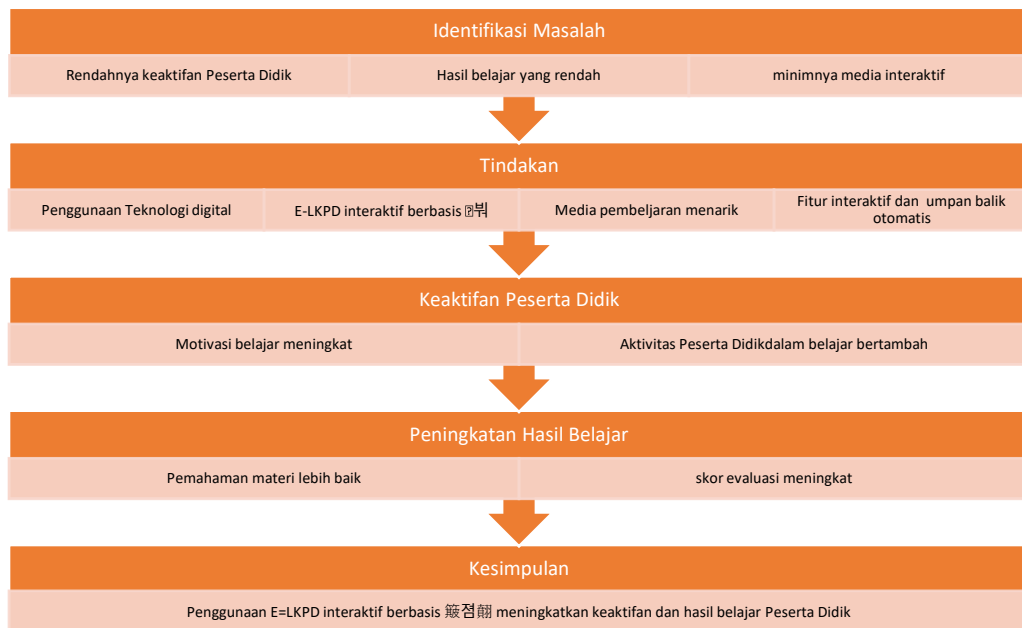 Identifikasi Masalah
Rendahnya keaktifan Peserta Didik
Hasil belajar yang rendah
minimnya media interaktif
Tindakan
Penggunaan Teknologi digital
E-LKPD interaktif berbasis 뷖
Media pembeljaran menarik
Fitur interaktif dan umpan balik
otomatis
Keaktifan Peserta Didik
Motivasi belajar meningkat
Aktivitas Peserta Didikdalam belajar bertambah
Peningkatan Hasil Belajar
Pemahaman materi lebih baik
skor evaluasi meningkat
Kesimpulan
Penggunaan E=LKPD interaktif berbasis 점 meningkatkan keaktifan dan hasil belajar Peserta Didik